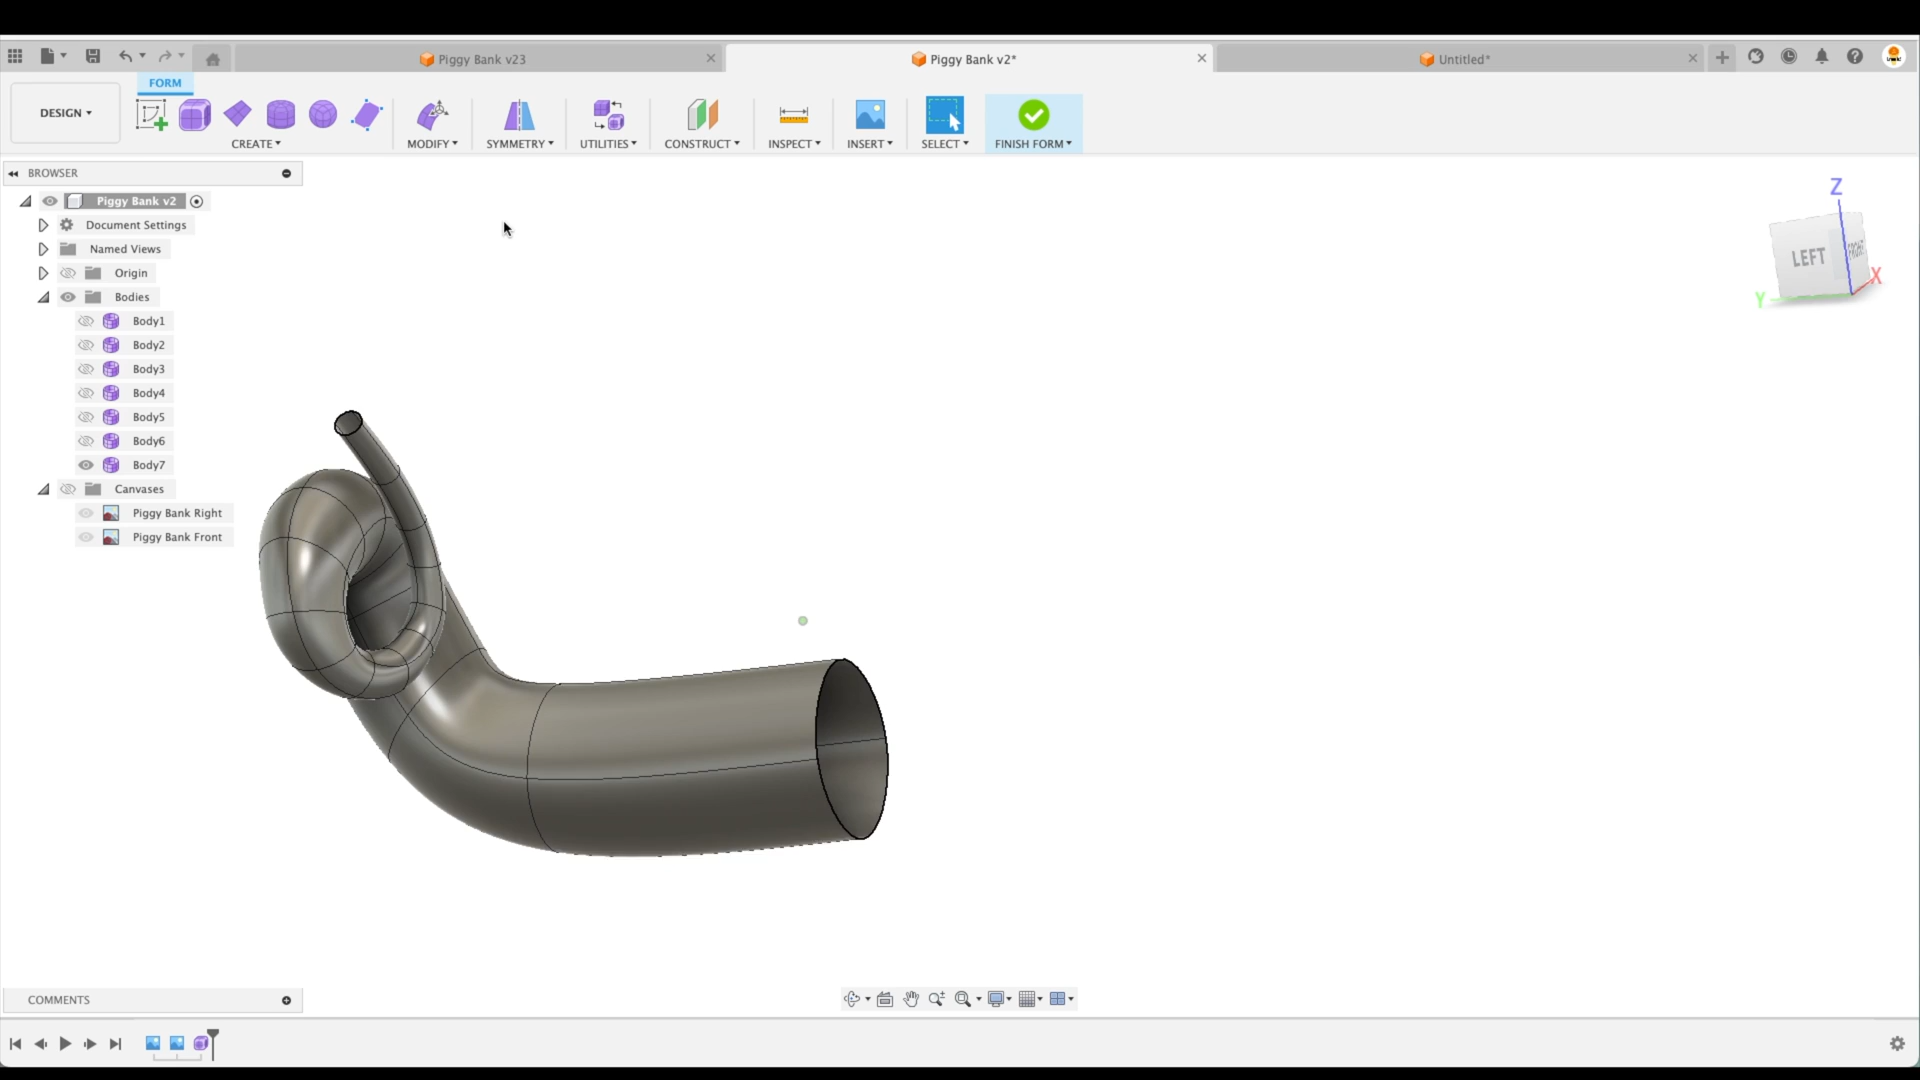 Piggy Bank v23
Piggy Bank v2*
Untitled*
FORM
DESIGN
CREATE
MODIFY
SYMMETRY
UTILITIES
CONSTRUCT
INSPECT
INSERT
SELECT
FINISH FORM
BROWSER
Piggy Bank v2
Document Settings
Named Views
Origin
Bodies
Body1
Body2
Body3
Body4
Body5
Body6
Body7
Canvases
Piggy Bank Right
Piggy Bank Front
Z
LEFT
FRONT
X
Y
COMMENTS